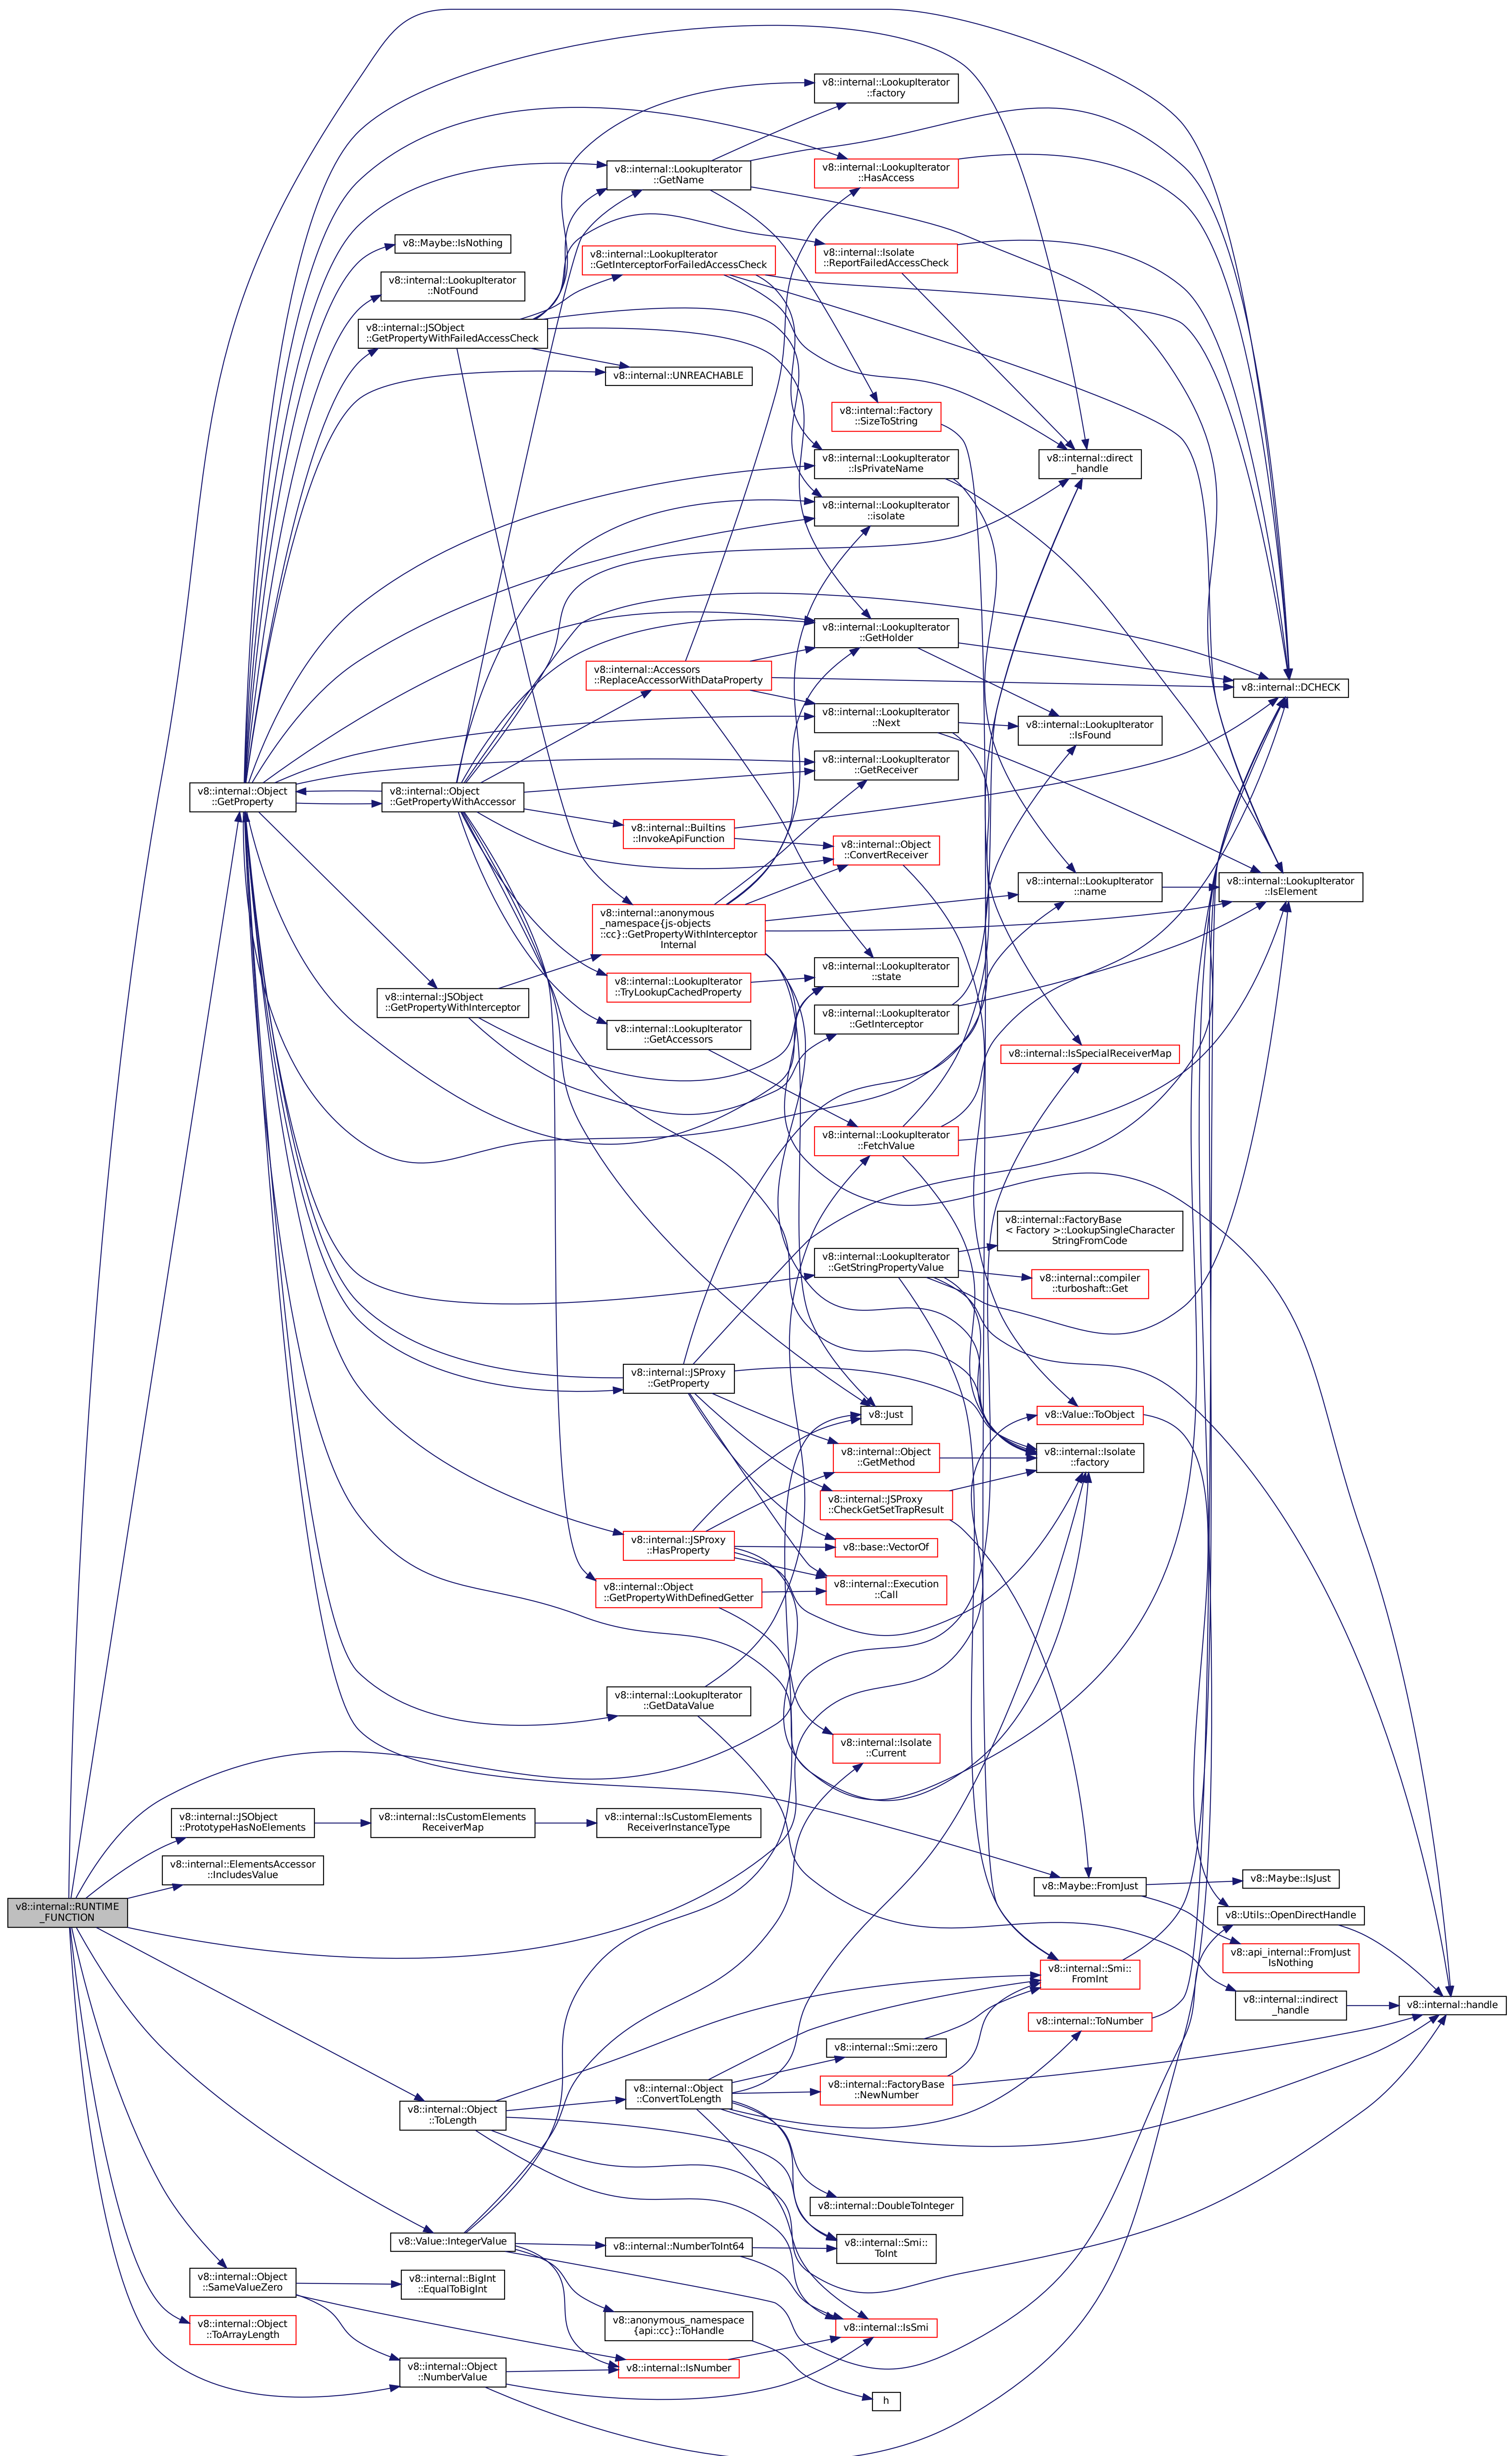 v8::internal::LookupIterator
::factory
v8::internal::LookupIterator
::GetName
v8::internal::LookupIterator
::HasAccess
v8::Maybe::IsNothing
v8::internal::LookupIterator
::GetInterceptorForFailedAccessCheck
v8::internal::Isolate
::ReportFailedAccessCheck
v8::internal::LookupIterator
::NotFound
v8::internal::JSObject
::GetPropertyWithFailedAccessCheck
v8::internal::UNREACHABLE
v8::internal::Factory
::SizeToString
v8::internal::LookupIterator
::IsPrivateName
v8::internal::direct
_handle
v8::internal::LookupIterator
::isolate
v8::internal::LookupIterator
::GetHolder
v8::internal::Accessors
::ReplaceAccessorWithDataProperty
v8::internal::DCHECK
v8::internal::LookupIterator
::Next
v8::internal::LookupIterator
::IsFound
v8::internal::LookupIterator
::GetReceiver
v8::internal::Object
::GetProperty
v8::internal::Object
::GetPropertyWithAccessor
v8::internal::Builtins
::InvokeApiFunction
v8::internal::Object
::ConvertReceiver
v8::internal::LookupIterator
::name
v8::internal::LookupIterator
::IsElement
v8::internal::anonymous
_namespace{js-objects
::cc}::GetPropertyWithInterceptor
Internal
v8::internal::LookupIterator
::state
v8::internal::JSObject
::GetPropertyWithInterceptor
v8::internal::LookupIterator
::TryLookupCachedProperty
v8::internal::LookupIterator
::GetInterceptor
v8::internal::LookupIterator
::GetAccessors
v8::internal::IsSpecialReceiverMap
v8::internal::LookupIterator
::FetchValue
v8::internal::FactoryBase
< Factory >::LookupSingleCharacter
StringFromCode
v8::internal::LookupIterator
::GetStringPropertyValue
v8::internal::compiler
::turboshaft::Get
v8::internal::JSProxy
::GetProperty
v8::Just
v8::Value::ToObject
v8::internal::Object
::GetMethod
v8::internal::Isolate
::factory
v8::internal::JSProxy
::CheckGetSetTrapResult
v8::internal::JSProxy
::HasProperty
v8::base::VectorOf
v8::internal::Object
::GetPropertyWithDefinedGetter
v8::internal::Execution
::Call
v8::internal::LookupIterator
::GetDataValue
v8::internal::Isolate
::Current
v8::internal::JSObject
::PrototypeHasNoElements
v8::internal::IsCustomElements
ReceiverMap
v8::internal::IsCustomElements
ReceiverInstanceType
v8::internal::ElementsAccessor
::IncludesValue
v8::Maybe::FromJust
v8::Maybe::IsJust
v8::internal::RUNTIME
_FUNCTION
v8::Utils::OpenDirectHandle
v8::api_internal::FromJust
IsNothing
v8::internal::Smi::
FromInt
v8::internal::indirect
_handle
v8::internal::handle
v8::internal::ToNumber
v8::internal::Smi::zero
v8::internal::Object
::ConvertToLength
v8::internal::FactoryBase
::NewNumber
v8::internal::Object
::ToLength
v8::internal::DoubleToInteger
v8::Value::IntegerValue
v8::internal::NumberToInt64
v8::internal::Smi::
ToInt
v8::internal::Object
::SameValueZero
v8::internal::BigInt
::EqualToBigInt
v8::anonymous_namespace
{api::cc}::ToHandle
v8::internal::IsSmi
v8::internal::Object
::ToArrayLength
v8::internal::Object
::NumberValue
v8::internal::IsNumber
h